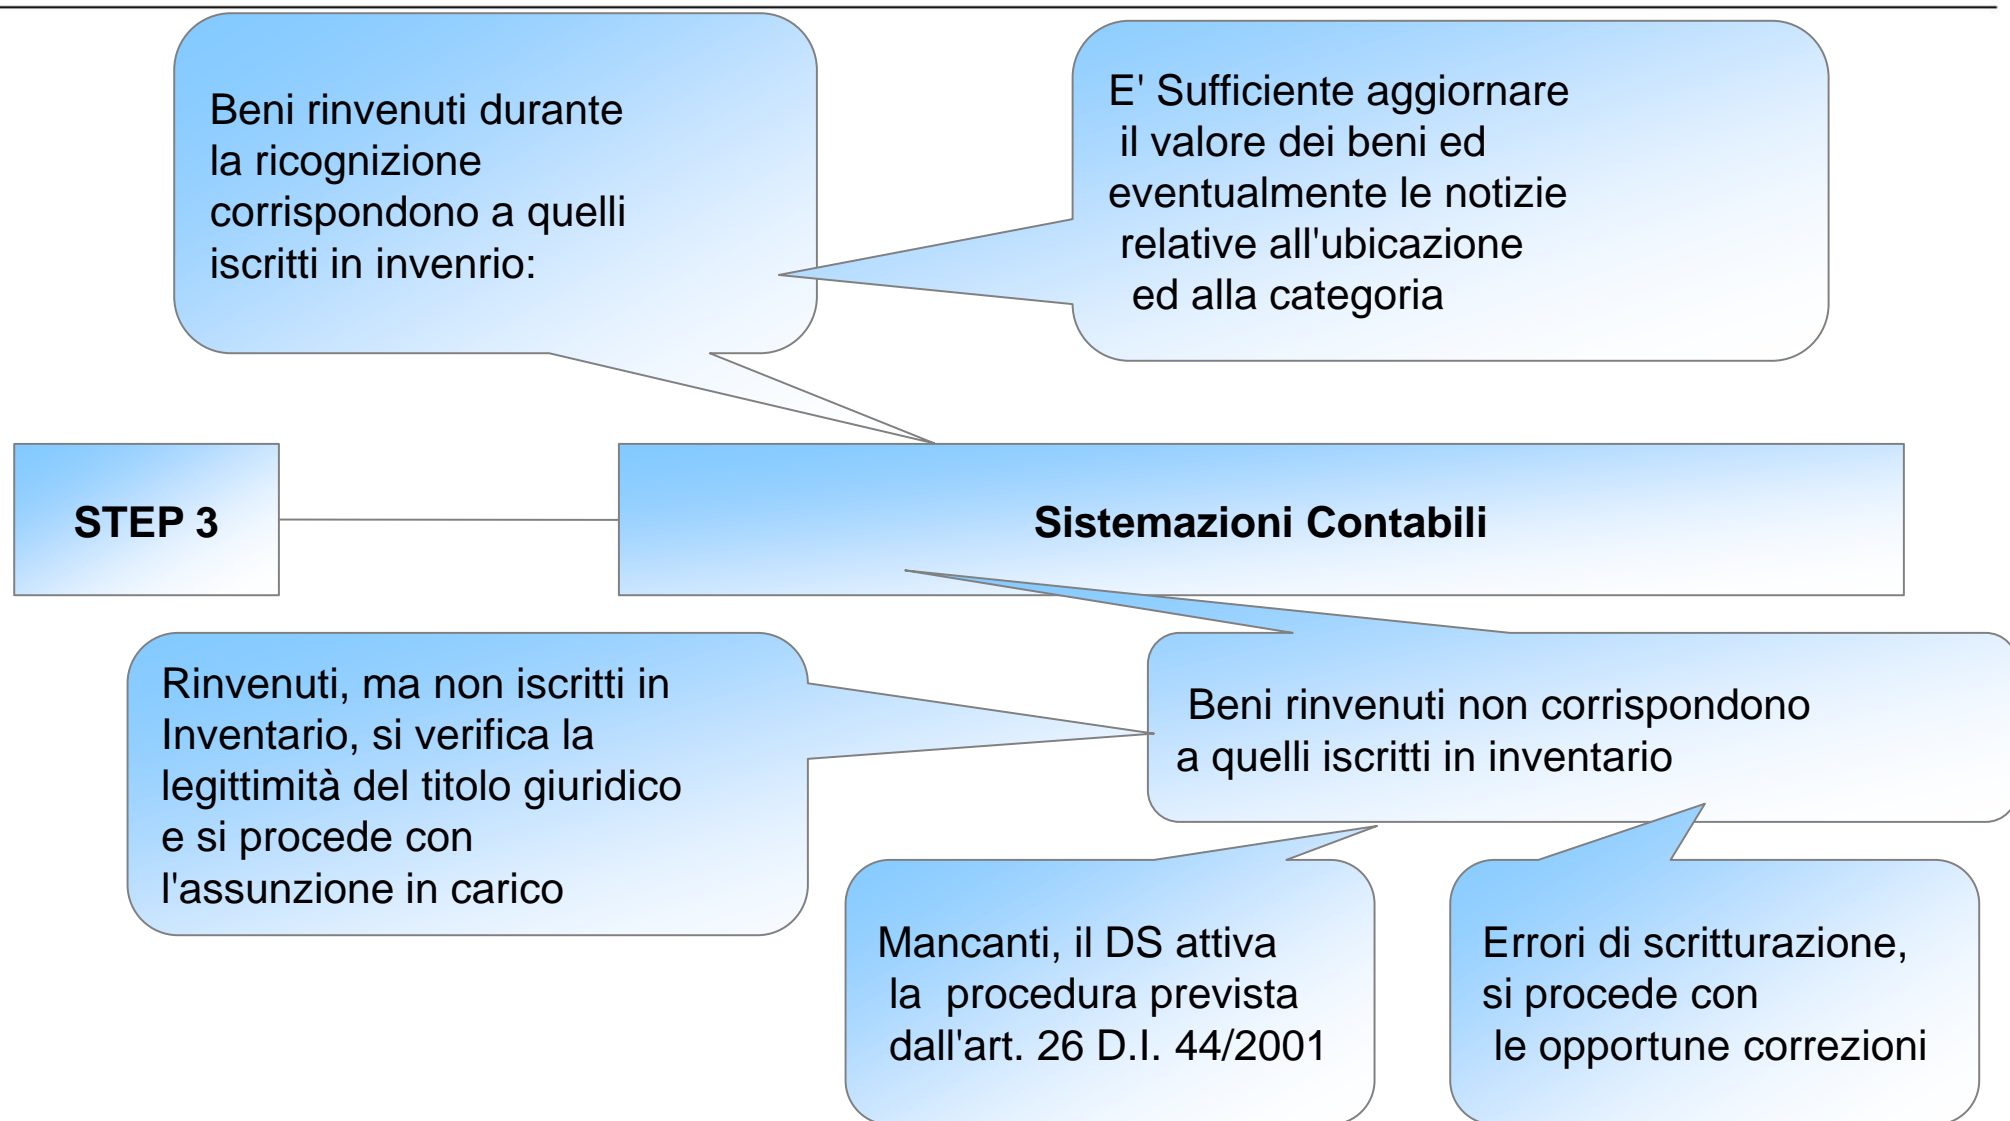 Beni rinvenuti durante
la ricognizione
corrispondono a quelli
iscritti in invenrio:
E' Sufficiente aggiornare
il valore dei beni ed
eventualmente le notizie
relative all'ubicazione
ed alla categoria
STEP 3
Sistemazioni Contabili
Rinvenuti, ma non iscritti in
Inventario, si verifica la
legittimità del titolo giuridico
e si procede con
l'assunzione in carico
Beni rinvenuti non corrispondono
a quelli iscritti in inventario
Mancanti, il DS attiva
la procedura prevista
dall'art. 26 D.I. 44/2001
Errori di scritturazione,
si procede con
le opportune correzioni